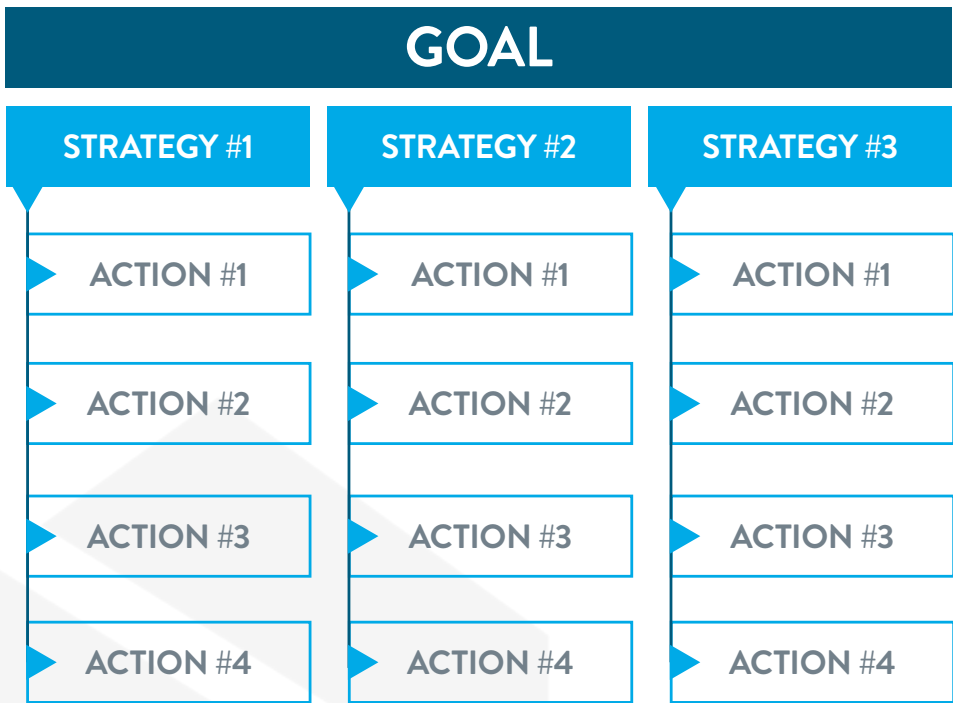 GOAL
STRATEGY #1
STRATEGY #2
STRATEGY #3
ACTION #1
ACTION #1
ACTION #1
ACTION #2
ACTION #2
ACTION #2
ACTION #3
ACTION #3
ACTION #3
ACTION #4
ACTION #4
ACTION #4